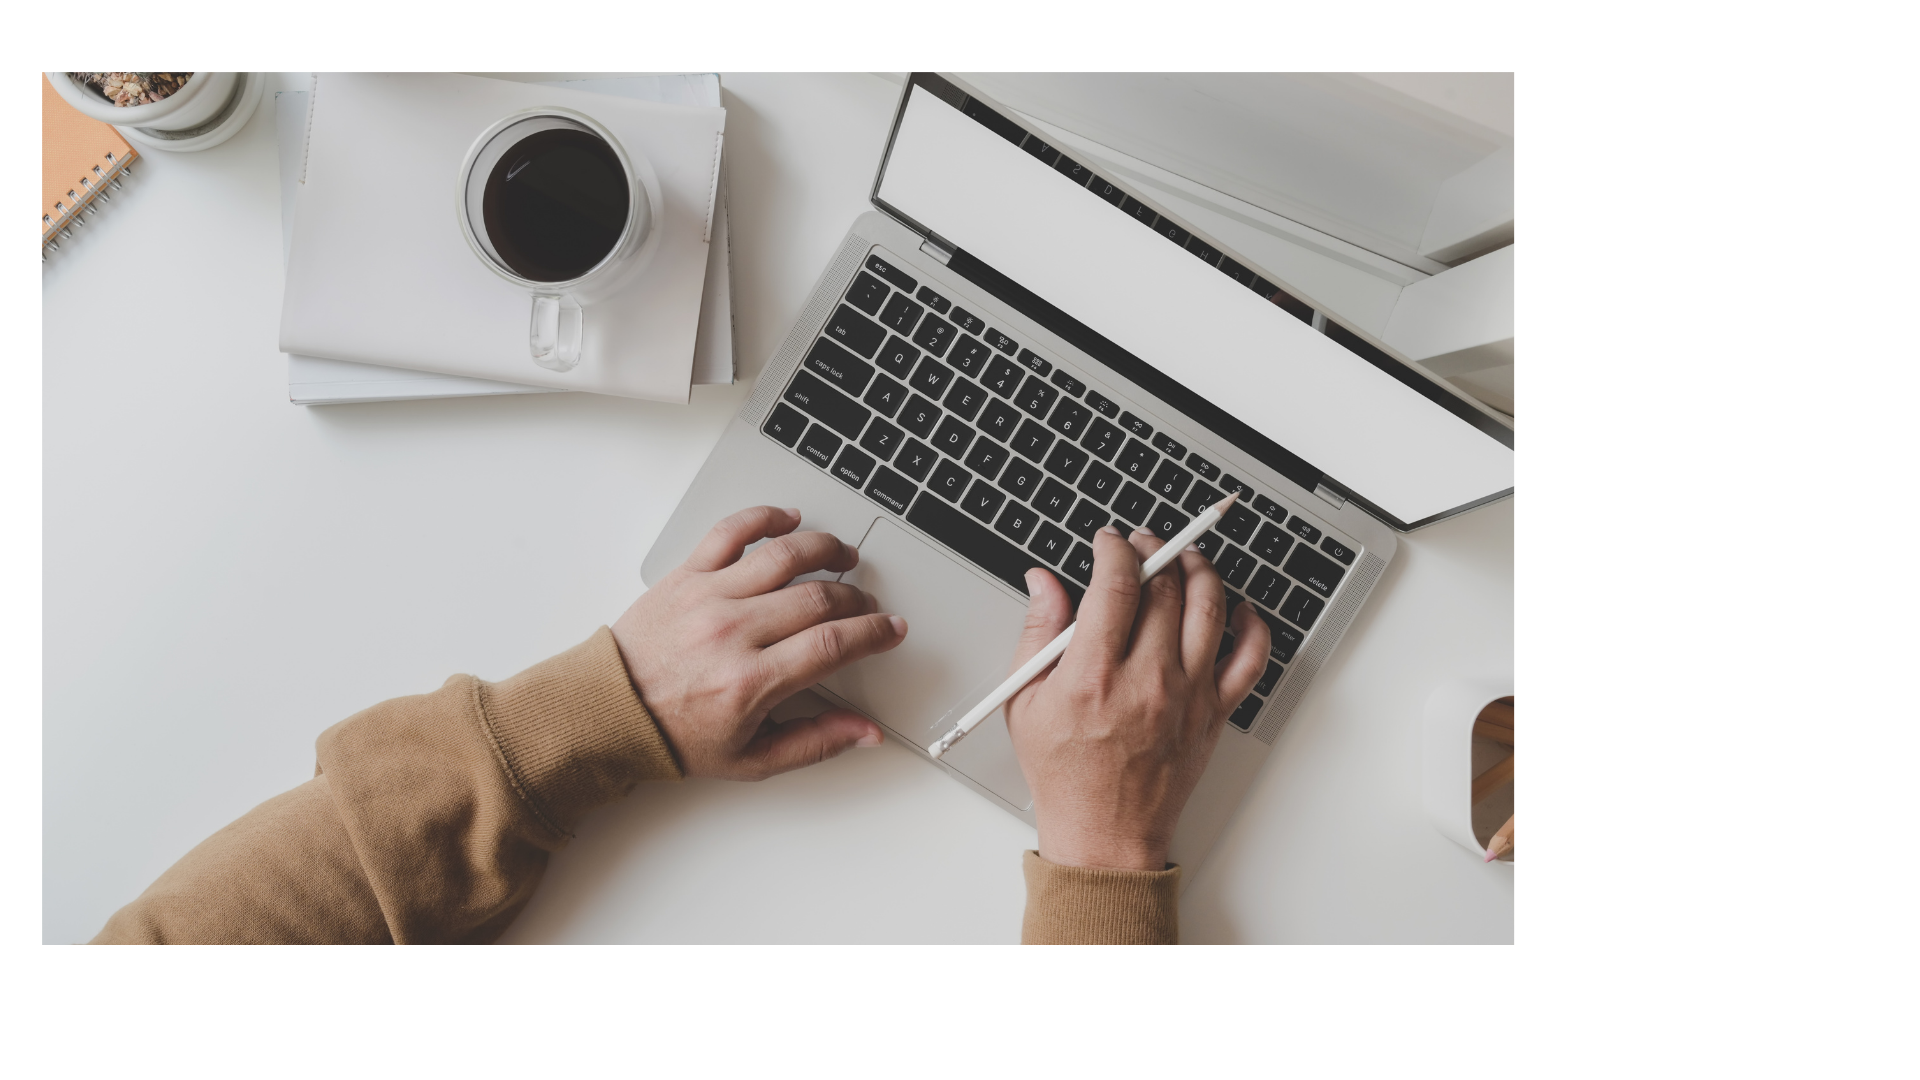 esc
~ ` ! 1 @ 2 # 3 $ 4 % 5 ^ 6 & 7 * 8 ( 9 ) 0 _ - + = delete
tab Q W E R T Y U I O P { [ } ] | \
caps lock A S D F G H J enter
shift Z X C V B N M
fn control option command